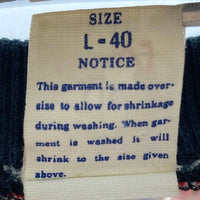 SIZE
L-40
NOTICE
This garment is made over-
size to allow for shrinkage
during washing. When gar-
ment is washed it will
shrink to the size given
above.